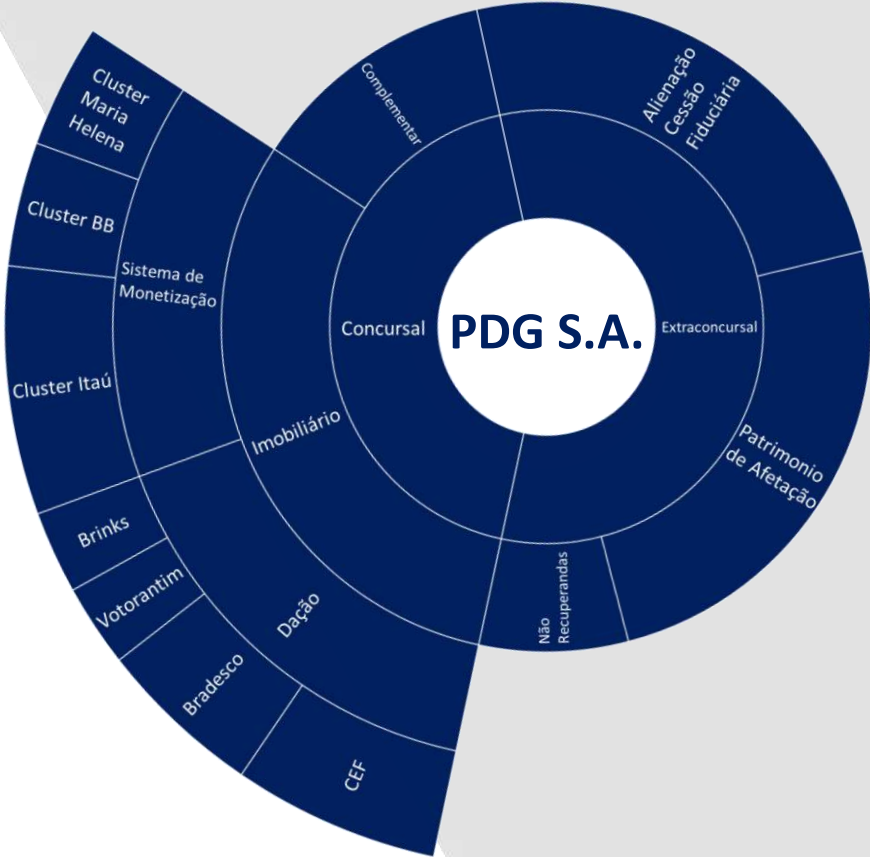 PDG S.A.
Concursal
Extraconcursal
Complementar
Alienação
Cessão
Fiduciária
Patrimonio
de Afetação
Não
Recuperandas
Imobiliário
Sistema de
Monetização
Dação
Cluster
Maria
Helena
Cluster BB
Cluster Itaú
Brinks
Votorantim
Bradesco
CEF